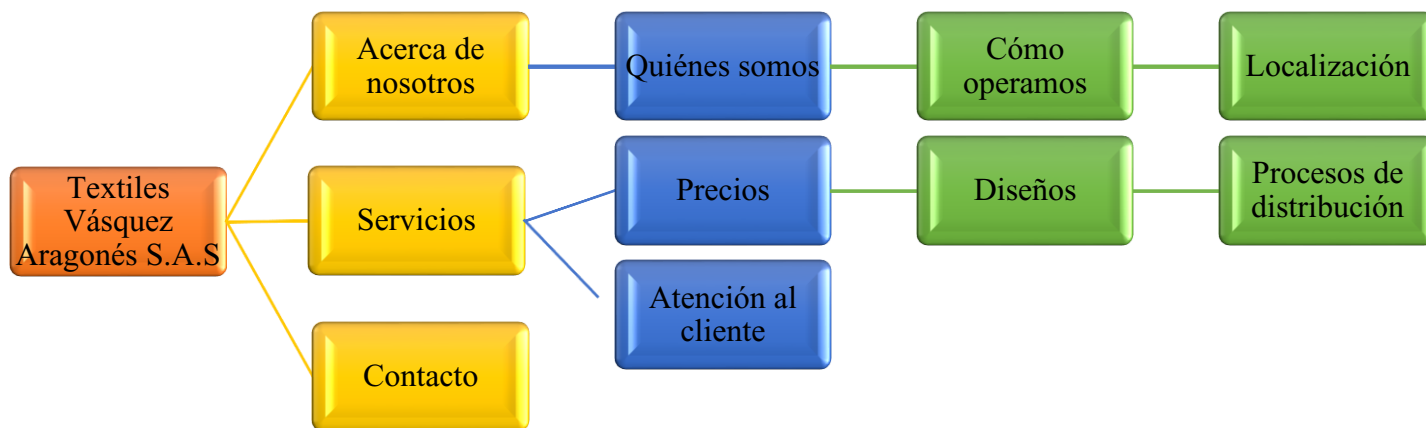 Acerca de
nosotros
Quiénes somos
Cómo
operamos
Localización
Textiles
Vásquez
Aragonés S.A.S
Servicios
Precios
Diseños
Procesos de
distribución
Atención al
cliente
Contacto